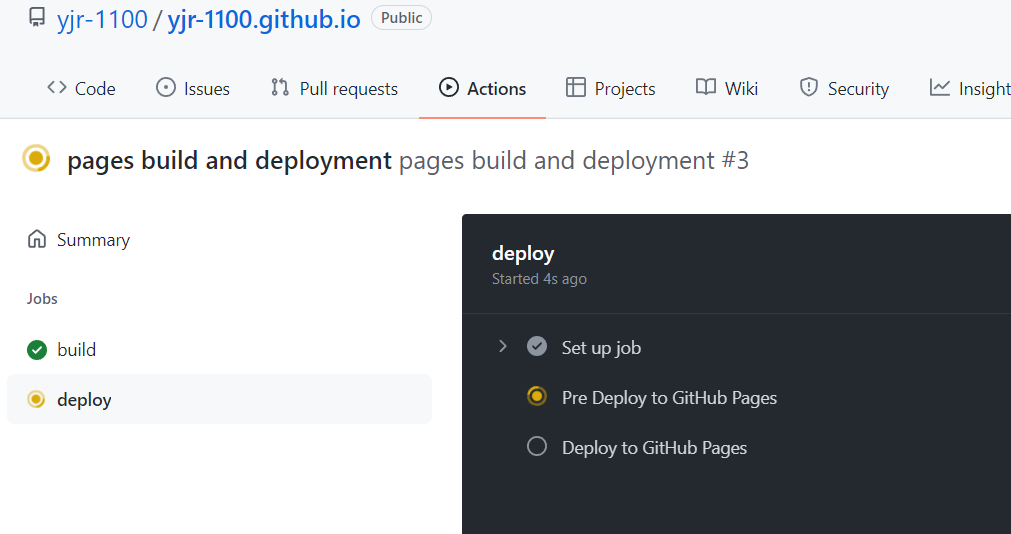 yjr-1100 / yjr-1100.github.io Public
Code Issues Pull requests Actions Projects Wiki Security Insight
pages build and deployment pages build and deployment #3
Summary
Jobs
build
deploy
deploy
Started 4s ago
Set up job
Pre Deploy to GitHub Pages
Deploy to GitHub Pages